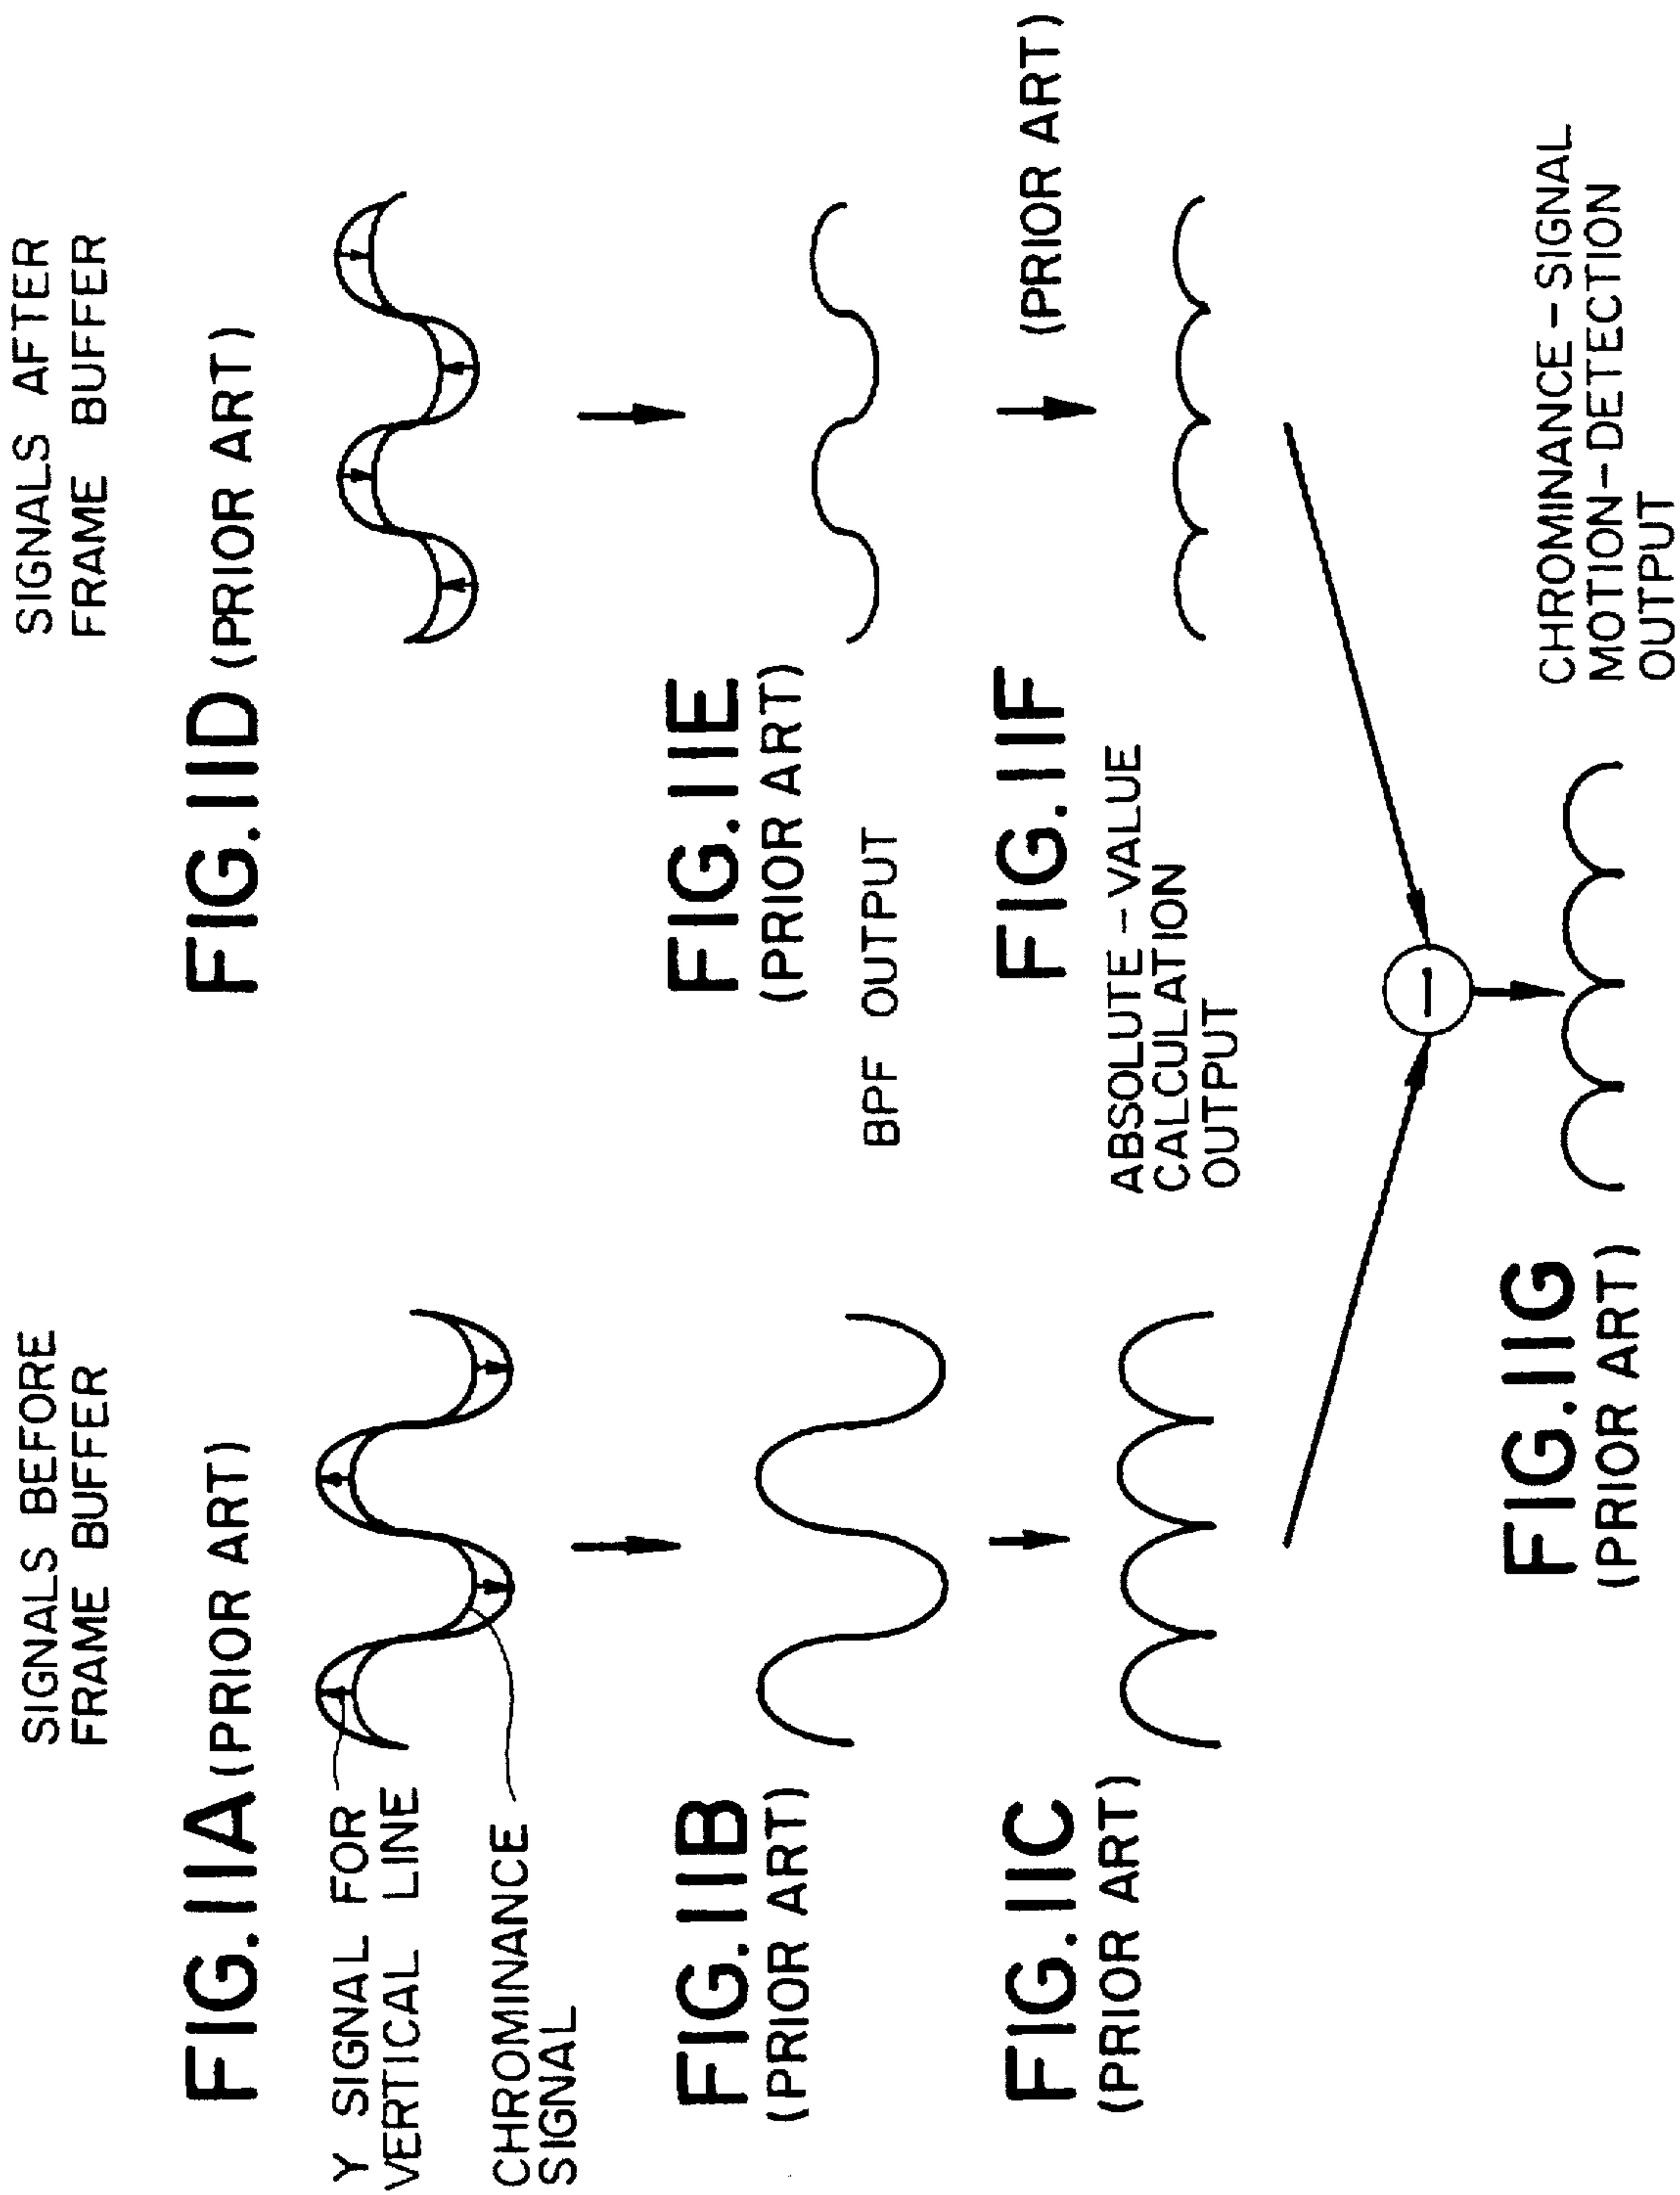 SIGNALS BEFORE
FRAME BUFFER
FIG.11A (PRIOR ART)
Y SIGNAL FOR
VERTICAL LINE
CHROMINANCE
SIGNAL
FIG.11B
(PRIOR ART)
FIG.11C
(PRIOR ART)
SIGNALS AFTER
FRAME BUFFER
FIG.11D (PRIOR ART)
FIG.11E
(PRIOR ART)
BPF OUTPUT
FIG.11F
(PRIOR ART)
ABSOLUTE-VALUE
CALCULATION
OUTPUT
FIG.11G
(PRIOR ART)
CHROMINANCE-SIGNAL
MOTION-DETECTION
OUTPUT